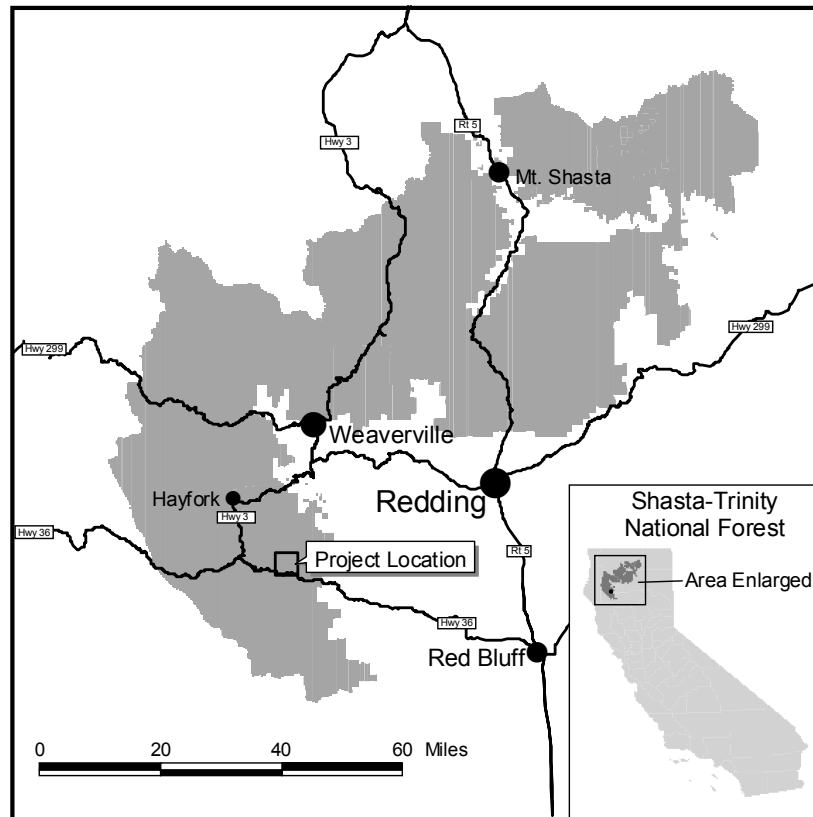 Hwy 3
Rt 5
Mt. Shasta
Hwy 299
Hwy 299
Weaverville
Hayfork
Redding
Hwy 3
Hwy 36
Project Location
Rt 5
Hwy 36
Red Bluff
0 20 40 60 Miles
Shasta-Trinity
National Forest
Area Enlarged